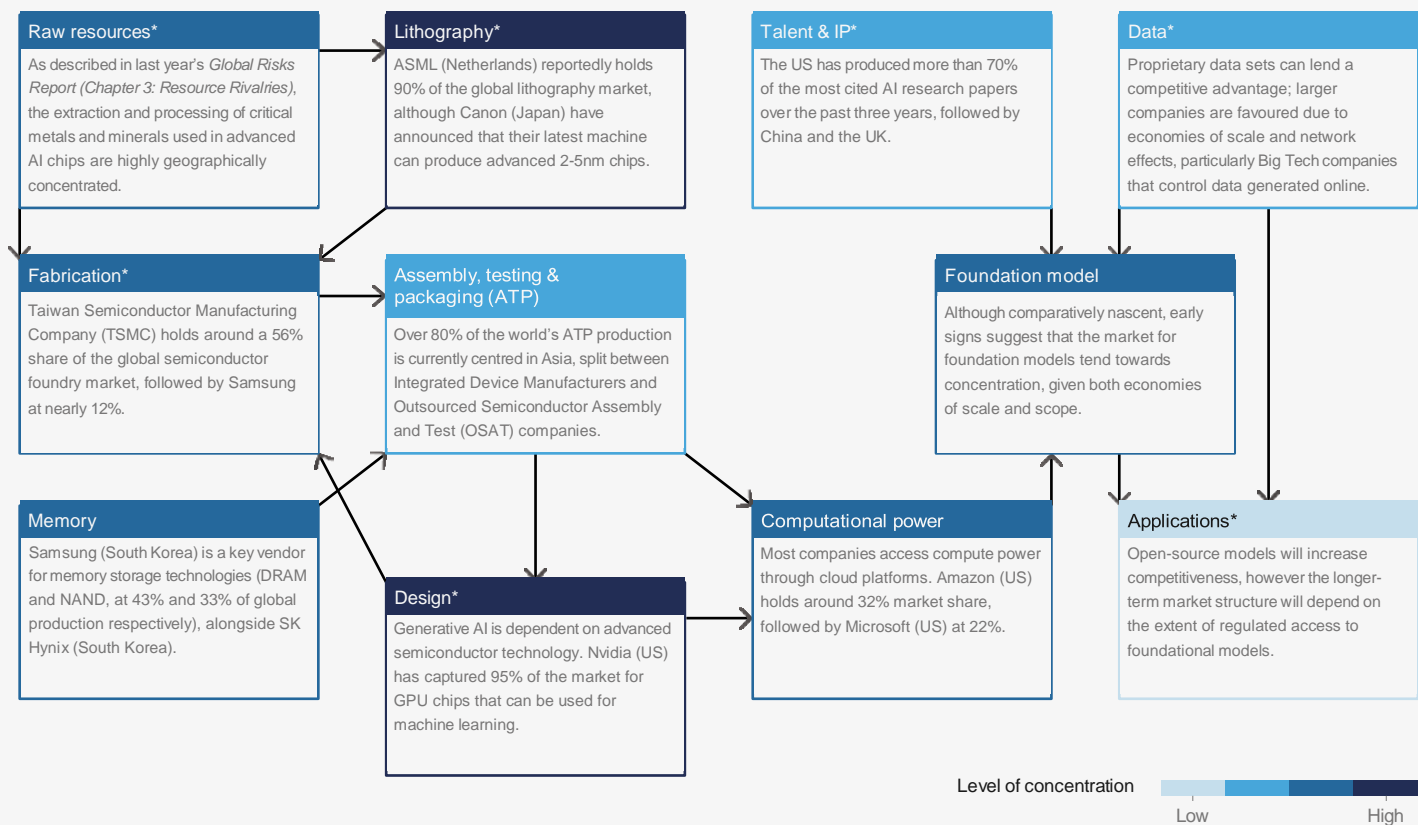 Raw resources*
As described in last year's Global Risks
Report (Chapter 3: Resource Rivalries),
the extraction and processing of critical
metals and minerals used in advanced
AI chips are highly geographically
concentrated.
Lithography*
ASML (Netherlands) reportedly holds
90% of the global lithography market,
although Canon (Japan) have
announced that their latest machine
can produce advanced 2-5nm chips.
Talent & IP*
The US has produced more than 70%
of the most cited AI research papers
over the past three years, followed by
China and the UK.
Data*
Proprietary data sets can lend a
competitive advantage; larger
companies are favoured due to
economies of scale and network
effects, particularly Big Tech companies
that control data generated online.
Fabrication*
Taiwan Semiconductor Manufacturing
Company (TSMC) holds around a 56%
share of the global semiconductor
foundry market, followed by Samsung
at nearly 12%.
Assembly, testing &
packaging (ATP)
Over 80% of the world's ATP production
is currently centred in Asia, split between
Integrated Device Manufacturers and
Outsourced Semiconductor Assembly
and Test (OSAT) companies.
Foundation model
Although comparatively nascent, early
signs suggest that the market for
foundation models tend towards
concentration, given both economies
of scale and scope.
Memory
Samsung (South Korea) is a key vendor
for memory storage technologies (DRAM
and NAND, at 43% and 33% of global
production respectively), alongside SK
Hynix (South Korea).
Design*
Generative AI is dependent on advanced
semiconductor technology. Nvidia (US)
has captured 95% of the market for
GPU chips that can be used for
machine learning.
Computational power
Most companies access compute power
through cloud platforms. Amazon (US)
holds around 32% market share,
followed by Microsoft (US) at 22%.
Applications*
Open-source models will increase
competitiveness, however the longer-
term market structure will depend on
the extent of regulated access to
foundational models.
Level of concentration
Low
High